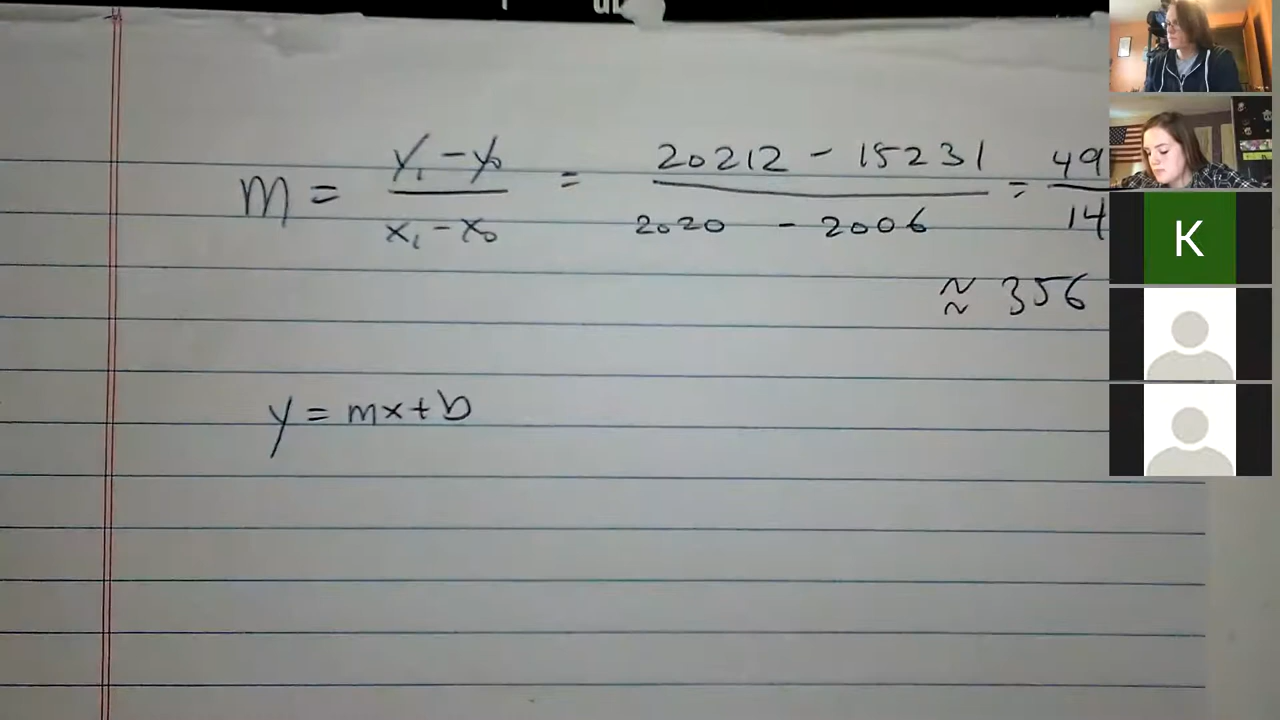 m = y₁ - y₀ / x₁ - x₀ = 20212 - 15231 / 2020 - 2006 = 49 / 14
≈ 356
y = mx + b
K